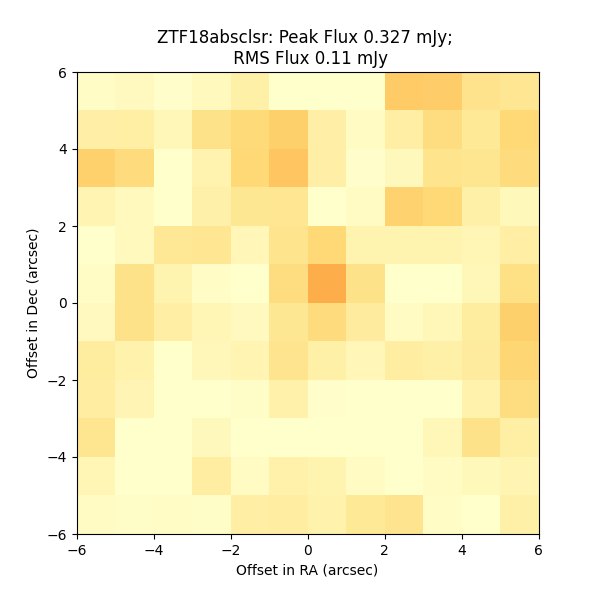 ZTF18absclsr: Peak Flux 0.327 mJy;
RMS Flux 0.11 mJy
6
4
2
0
−2
−4
−6
Offset in Dec (arcsec)
−6 −4 −2 0 2 4 6
Offset in RA (arcsec)